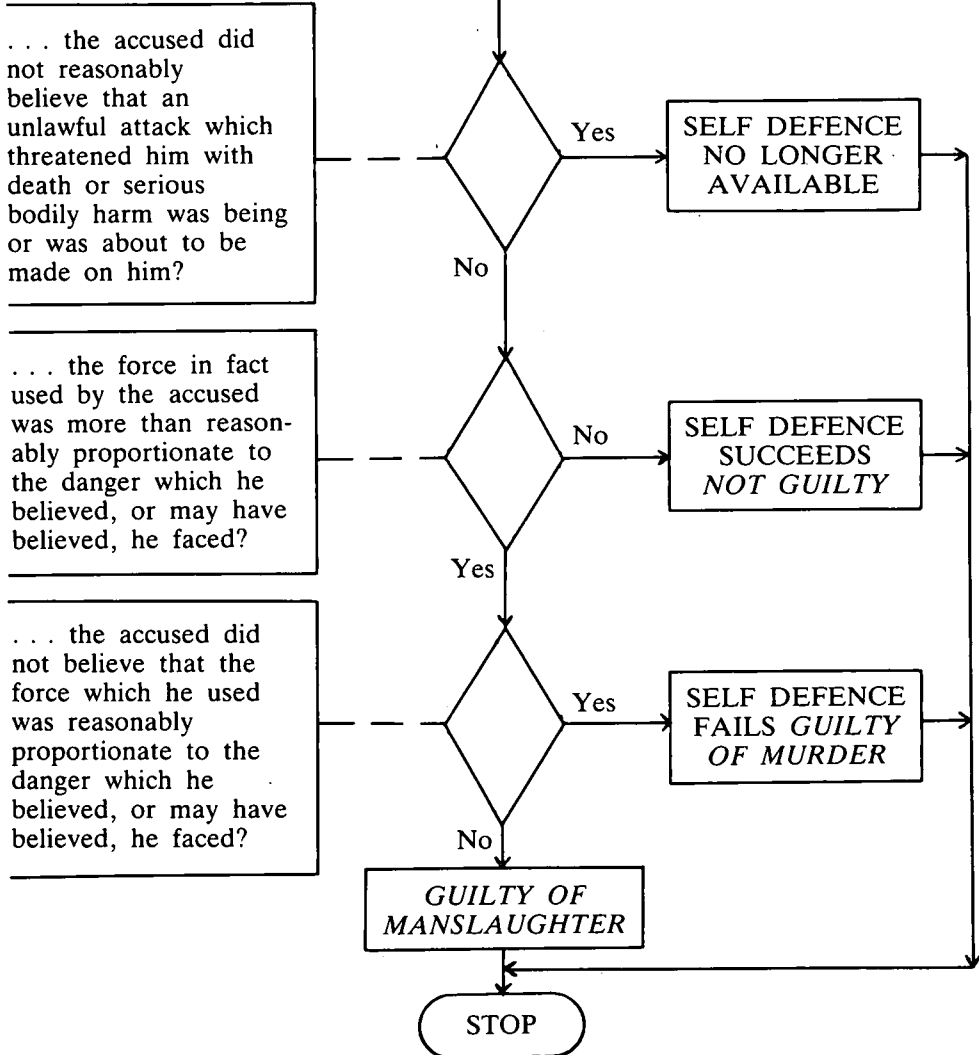 . . . the accused did
not reasonably
believe that an
unlawful attack which
threatened him with
death or serious
bodily harm was being
or was about to be
made on him?
Yes
SELF DEFENCE
NO LONGER
AVAILABLE
No
. . . the force in fact
used by the accused
was more than reason-
ably proportionate to
the danger which he
believed, or may have
believed, he faced?
No
SELF DEFENCE
SUCCEEDS
NOT GUILTY
Yes
. . . the accused did
not believe that the
force which he used
was reasonably
proportionate to the
danger which he
believed, or may have
believed, he faced?
Yes
SELF DEFENCE
FAILS GUILTY
OF MURDER
No
GUILTY OF
MANSLAUGHTER
STOP